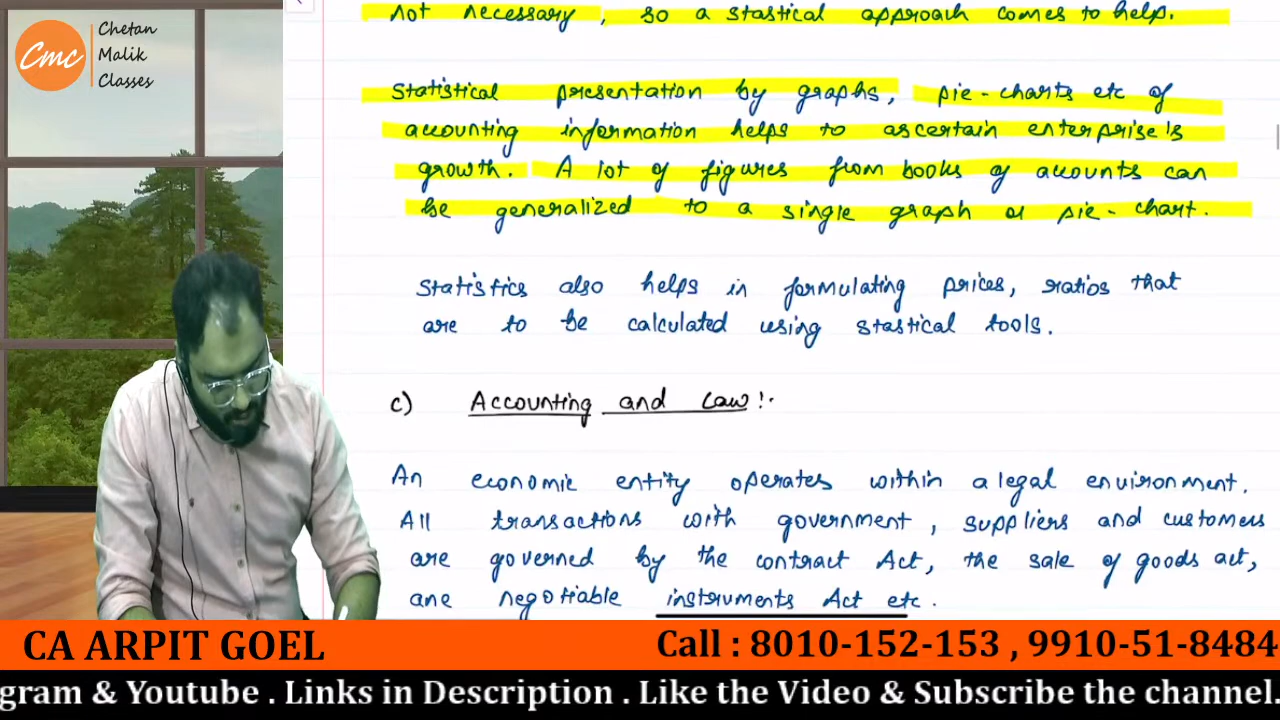 Chetan
Malik
Classes
Cmc
not necessary, so a stastical approach comes to help.
Statistical presentation by graphs, pie-charts etc of
accounting information helps to ascertain enterprise's
growth. A lot of figures from books of accounts can
be generalized to a single graph or pie-chart.
Statistics also helps in formulating prices, ratios that
are to be calculated using stastical tools.
c) Accounting and Law:-
An economic entity operates within a legal environment.
All transactions with government, suppliers and customers
are governed by the contract Act, the sale of goods act,
ane negotiable instruments Act etc.
CA ARPIT GOEL
Call : 8010-152-153 , 9910-51-8484
gram & Youtube . Links in Description . Like the Video & Subscribe the channel.